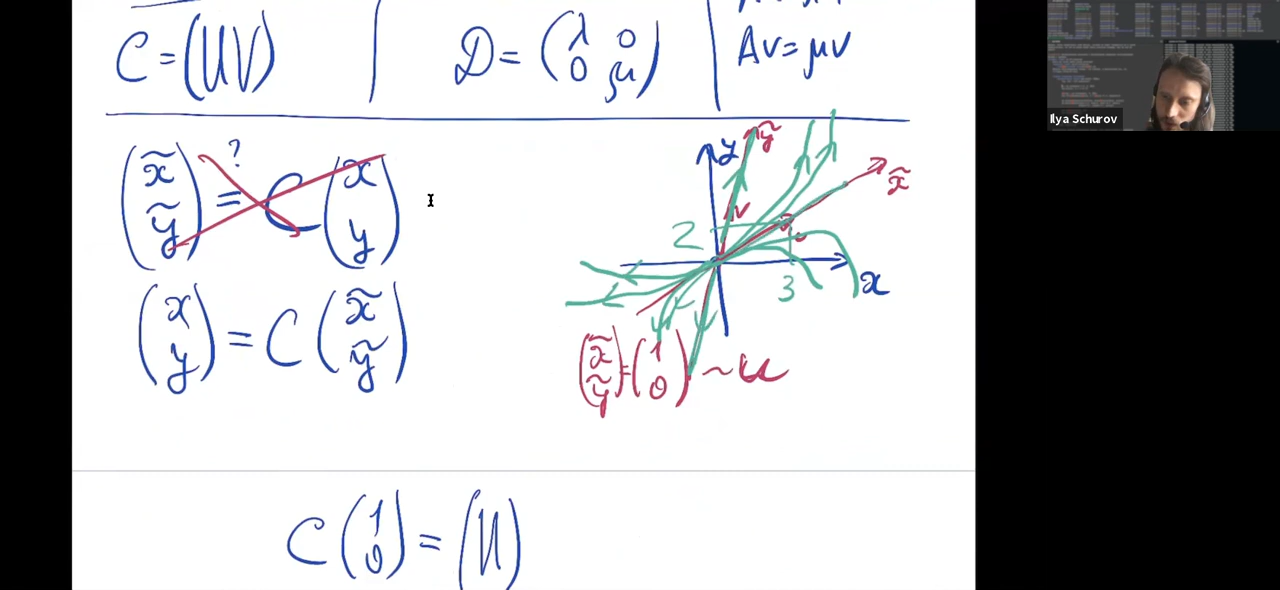 C = (u v) | D = (λ 0 / 0 μ) | Av = μv
Ilya Schurov
(x̃ / ỹ) =? C (x / y)
(x / y) = C (x̃ / ỹ)
y
ỹ
x̃
v
u
2
3
x
(x̃ / ỹ) = (1 / 0) ~ u
C (1 / 0) = (u)